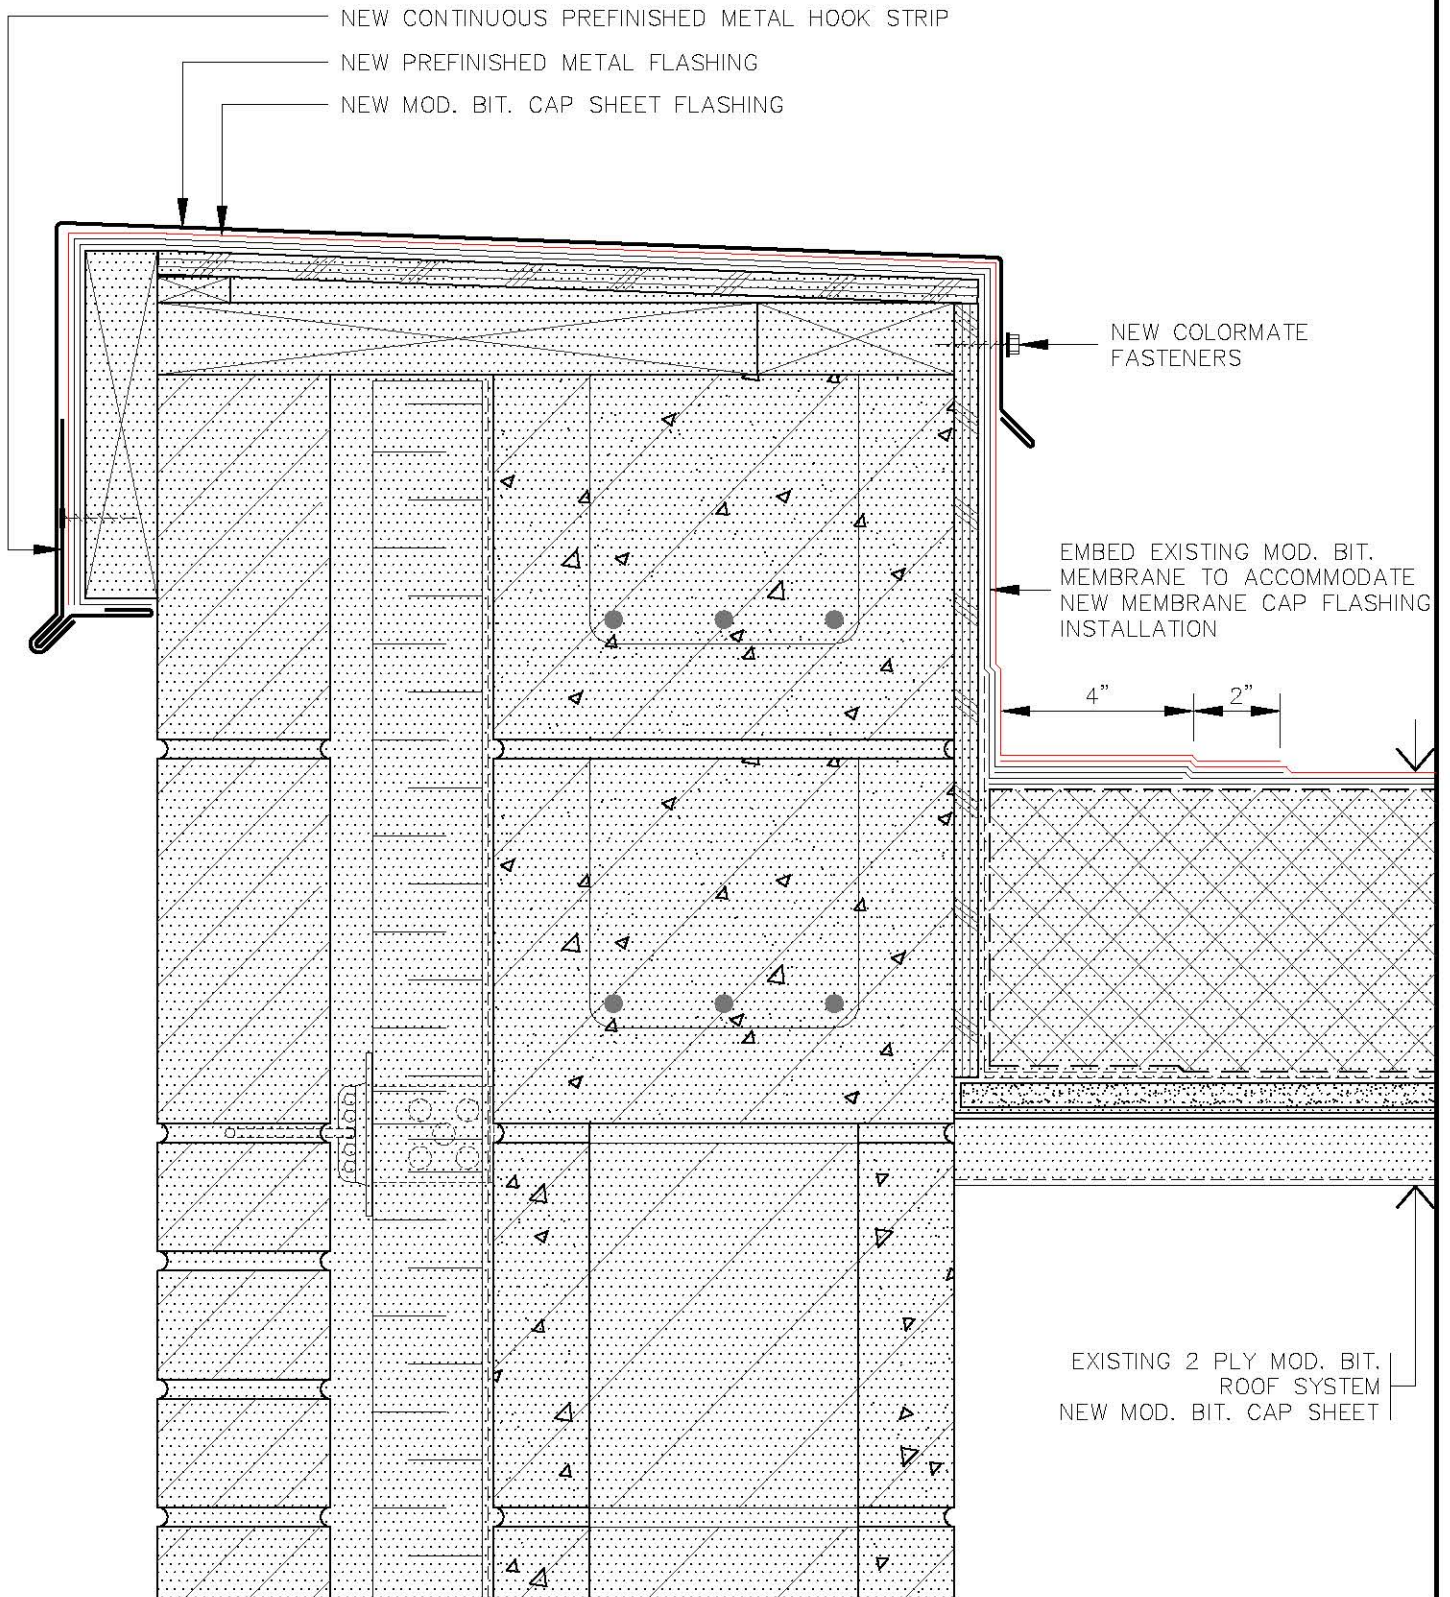 NEW CONTINUOUS PREFINISHED METAL HOOK STRIP
NEW PREFINISHED METAL FLASHING
NEW MOD. BIT. CAP SHEET FLASHING
NEW COLORMATE
FASTENERS
EMBED EXISTING MOD. BIT.
MEMBRANE TO ACCOMMODATE
NEW MEMBRANE CAP FLASHING
INSTALLATION
4” 2”
EXISTING 2 PLY MOD. BIT.
ROOF SYSTEM
NEW MOD. BIT. CAP SHEET